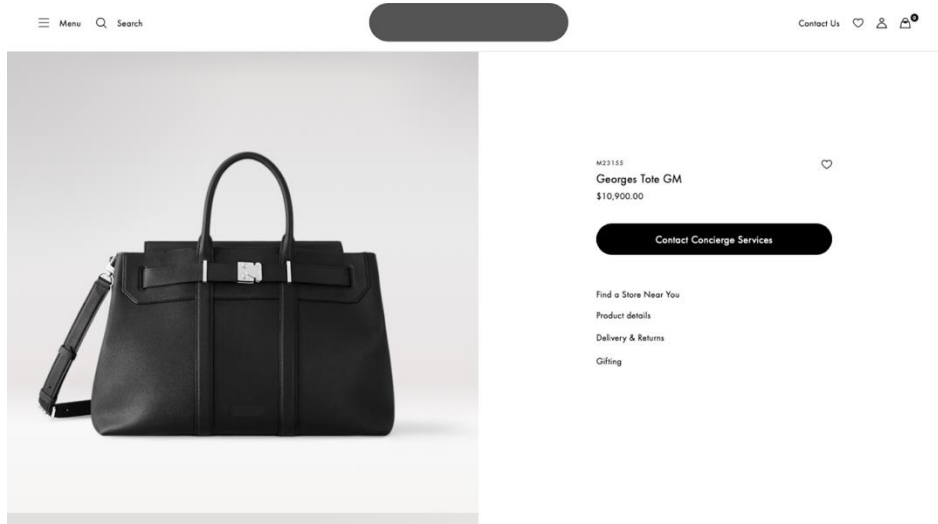 Menu Search
Contact Us
0
M23155
Georges Tote GM
$10,900.00
Contact Concierge Services
Find a Store Near You
Product details
Delivery & Returns
Gifting